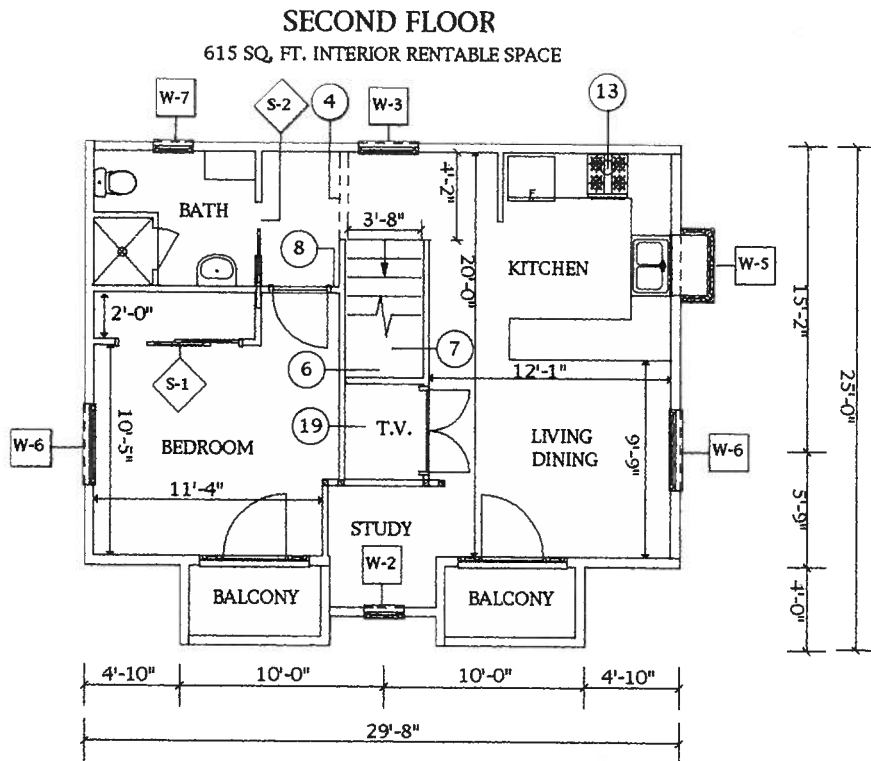 SECOND FLOOR
615 SQ, FT. INTERIOR RENTABLE SPACE
W-7
S-2
4
W-3
13
BATH
4'-2"
F
3'-8"
8
20'-0"
KITCHEN
W-5
15'-2"
2'-0"
7
6
12'-1"
S-1
25'-0"
W-6
10'-5"
BEDROOM
19
T.V.
LIVING
DINING
9'-9"
W-6
11'-4"
STUDY
5'-9"
W-2
BALCONY
BALCONY
4'-0"
4'-10"
10'-0"
10'-0"
4'-10"
29'-8"